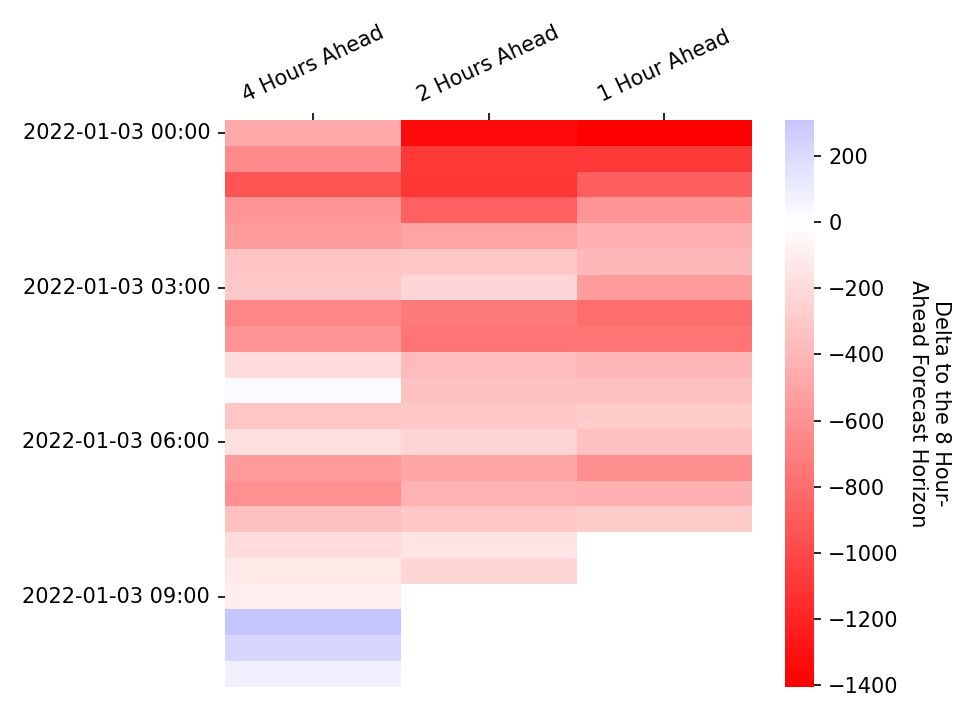 4 Hours Ahead
2 Hours Ahead
1 Hour Ahead
2022-01-03 00:00
2022-01-03 03:00
2022-01-03 06:00
2022-01-03 09:00
200
0
−200
−400
−600
−800
−1000
−1200
−1400
Delta to the 8 Hour-
Ahead Forecast Horizon